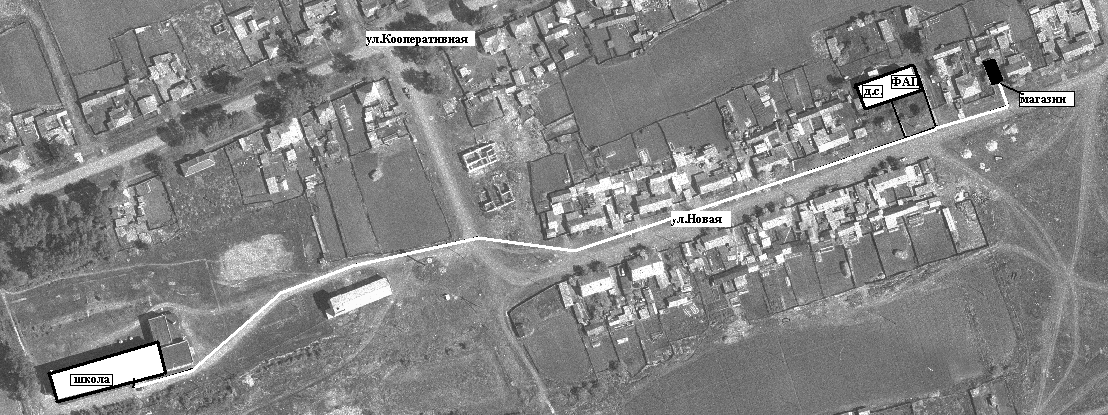 ул.Кооперативная
ФАП
д.с.
магазин
ул.Новая
школа